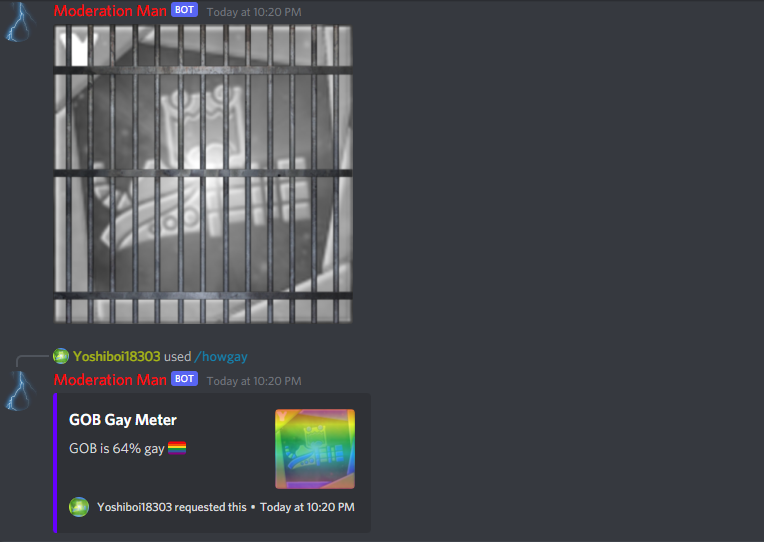 Moderation Man BOT Today at 10:20 PM
Yoshiboi18303 used /howgay
Moderation Man BOT Today at 10:20 PM
GOB Gay Meter
GOB is 64% gay
Yoshiboi18303 requested this • Today at 10:20 PM